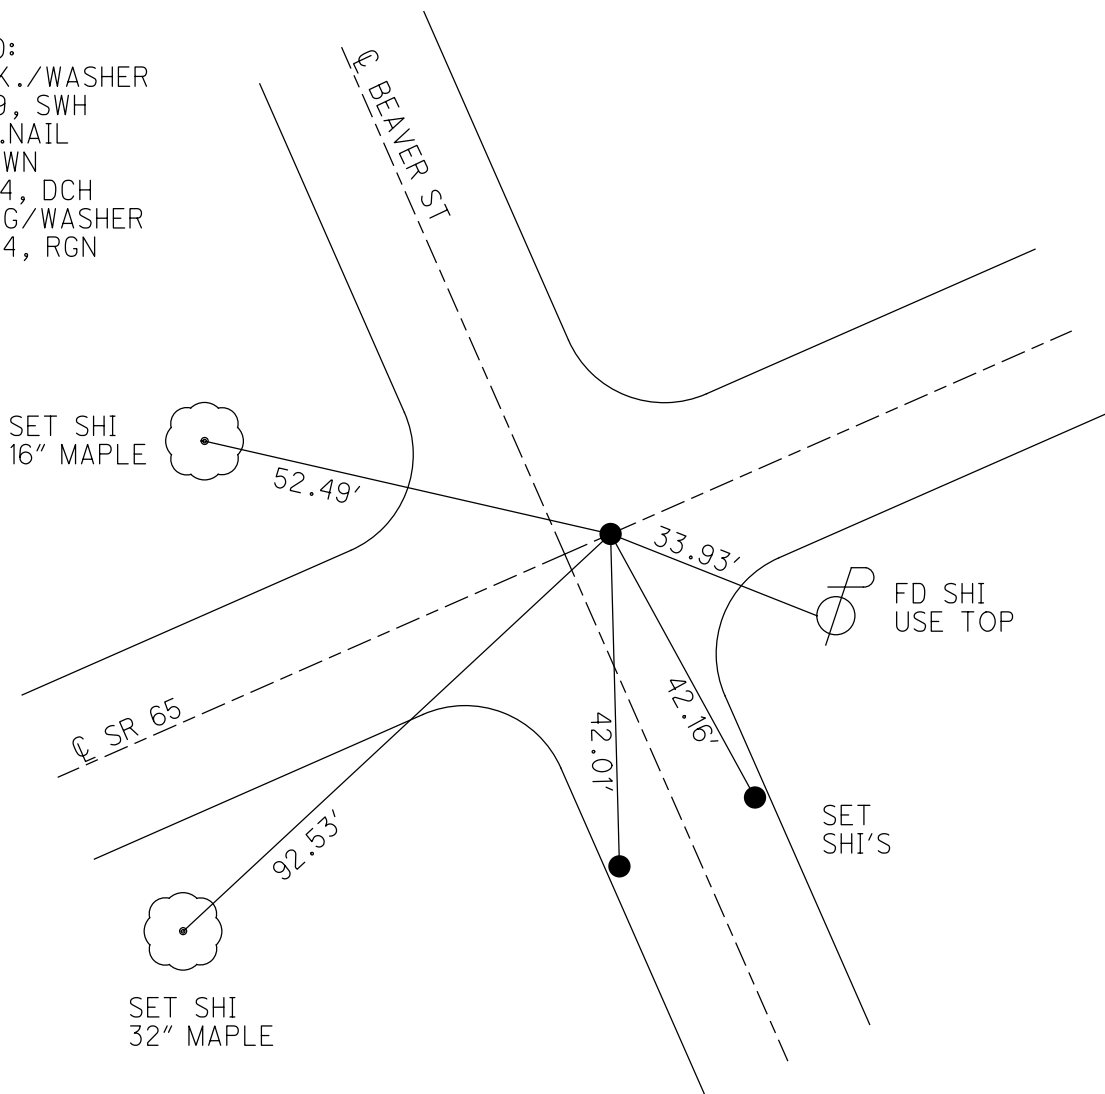 D:
K./WASHER
9, SWH
.NAIL
WN
4, DCH
G/WASHER
4, RGN
℄ BEAVER ST
SET SHI
16" MAPLE
52.49'
33.93'
FD SHI
USE TOP
℄ SR 65
42.16'
42.01'
92.53'
SET
SHI'S
SET SHI
32" MAPLE